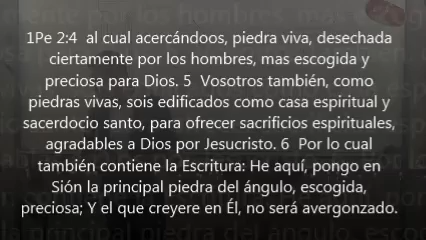 1Pe 2:4 al cual acercándoos, piedra viva, desechada
ciertamente por los hombres, mas escogida y
preciosa para Dios. 5 Vosotros también, como
piedras vivas, sois edificados como casa espiritual y
sacerdocio santo, para ofrecer sacrificios espirituales,
agradables a Dios por Jesucristo. 6 Por lo cual
también contiene la Escritura: He aquí, pongo en
Sión la principal piedra del ángulo, escogida,
preciosa; Y el que creyere en Él, no será avergonzado.